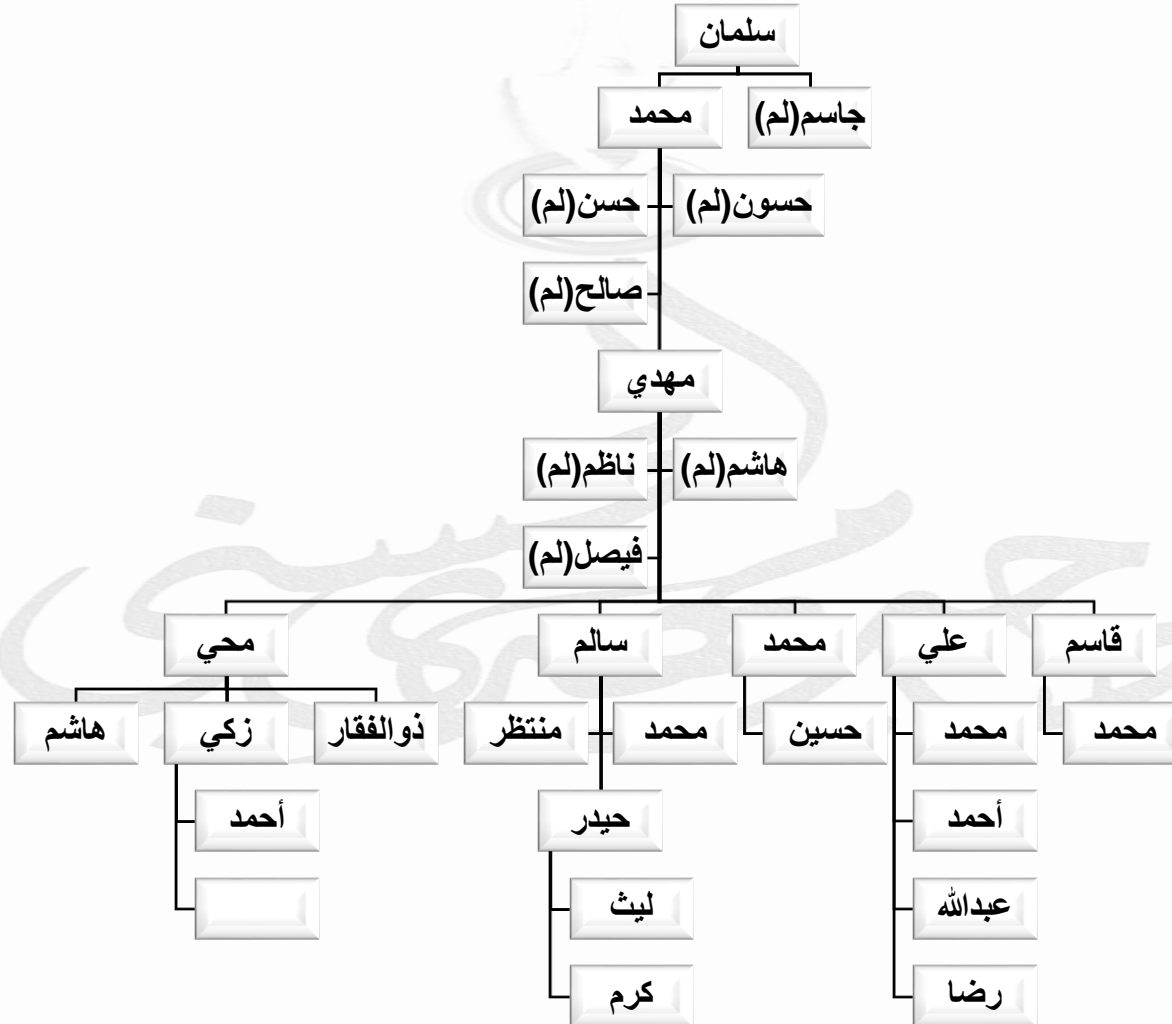 سلمان
جاسم(لم)
محمد
حسون(لم)
حسن(لم)
صالح(لم)
مهدي
هاشم(لم)
ناظم(لم)
فيصل(لم)
قاسم
علي
محمد
سالم
محي
محمد
محمد
حسين
محمد
منتظر
ذوالفقار
زكي
هاشم
أحمد
حيدر
أحمد
عبدالله
ليث
رضا
كرم